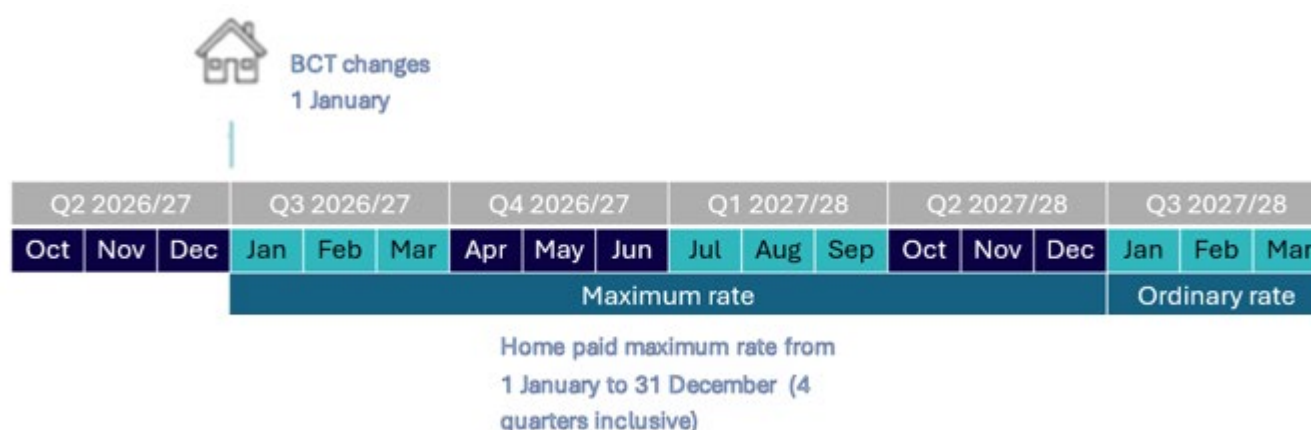 BCT changes
1 January
Q2 2026/27 Q3 2026/27 Q4 2026/27 Q1 2027/28 Q2 2027/28 Q3 2027/28
Oct Nov Dec Jan Feb Mar Apr May Jun Jul Aug Sep Oct Nov Dec Jan Feb Mar
Maximum rate Ordinary rate
Home paid maximum rate from
1 January to 31 December (4
quarters inclusive)